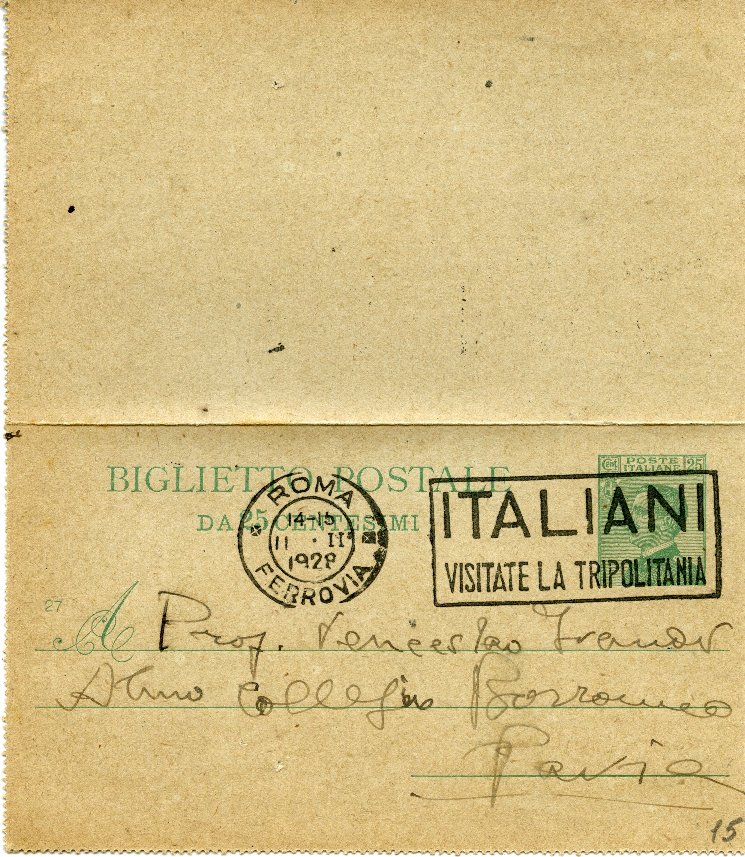 BIGLIETTO POSTALE
DA 25 CENTESIMI
Cent POSTE ITALIANE 25
ROMA
14-15
11 · II
1928
FERROVIA
ITALIANI
VISITATE LA TRIPOLITANIA
27
A Prof. Venceslao
Almo Collegio Borromeo
Pavia
15